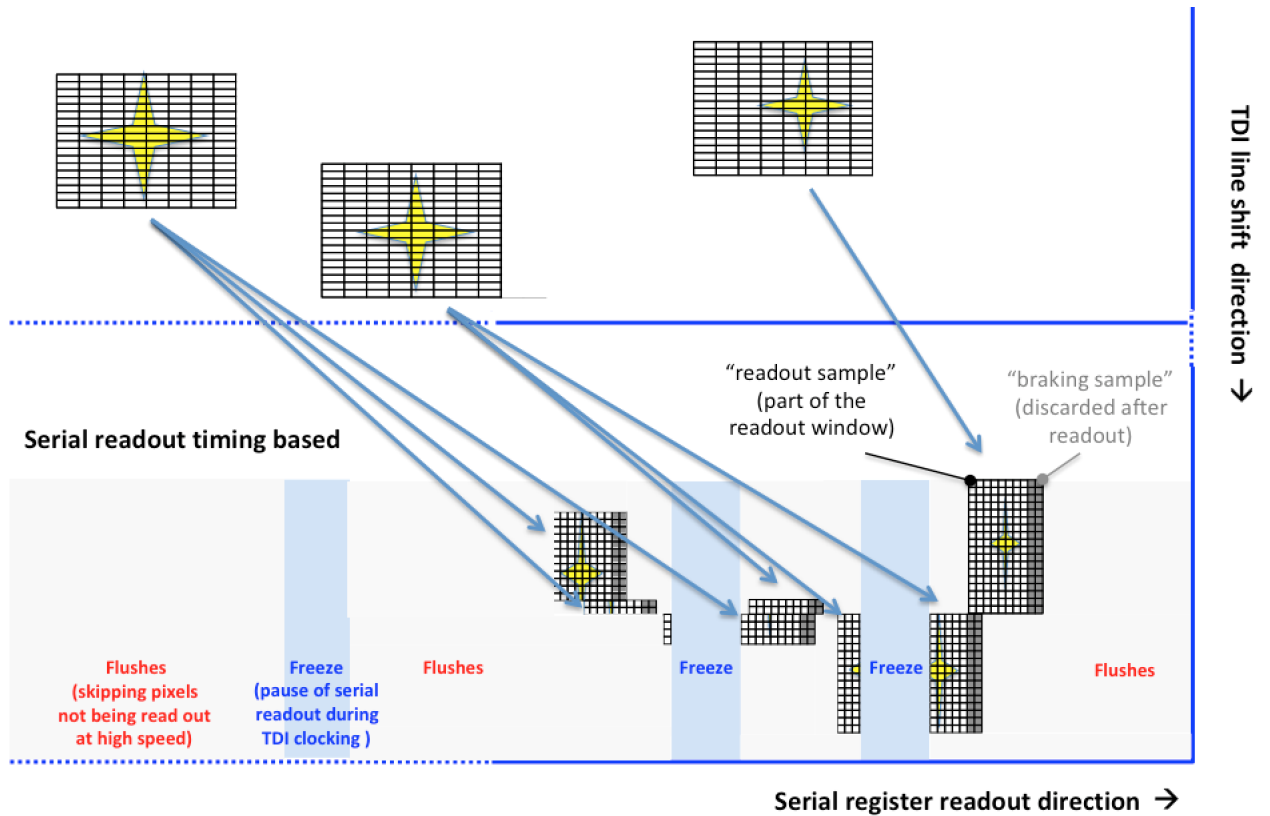 TDI line shift direction →
"readout sample"
(part of the
readout window)
"braking sample"
(discarded after
readout)
Serial readout timing based
Flushes
(skipping pixels
not being read out
at high speed)
Freeze
(pause of serial
readout during
TDI clocking )
Flushes
Freeze
Freeze
Flushes
Serial register readout direction →